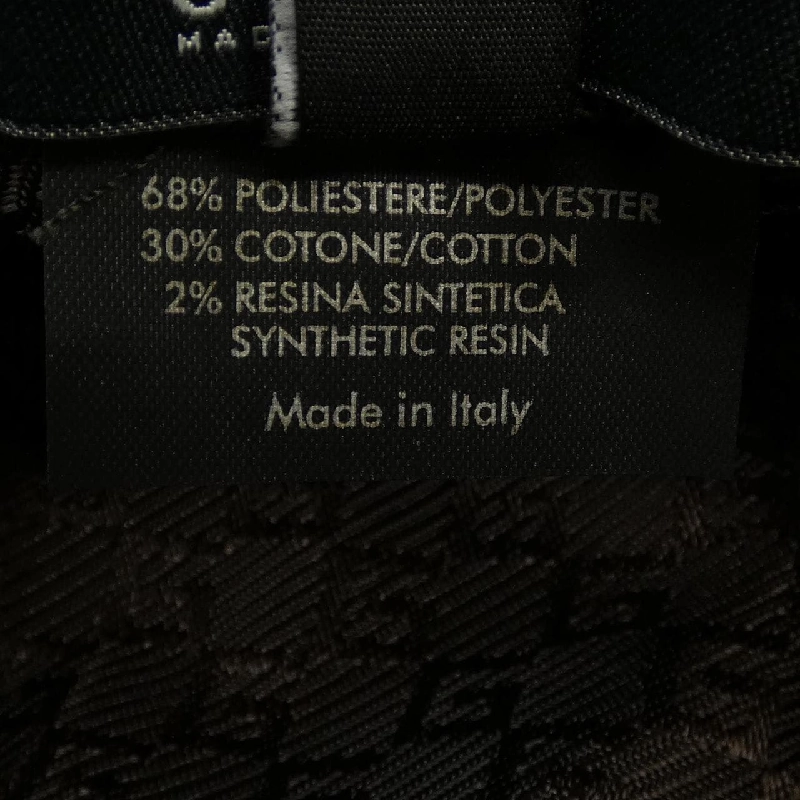 68% POLIESTERE/POLYESTER
30% COTONE/COTTON
2% RESINA SINTETICA
SYNTHETIC RESIN
Made in Italy